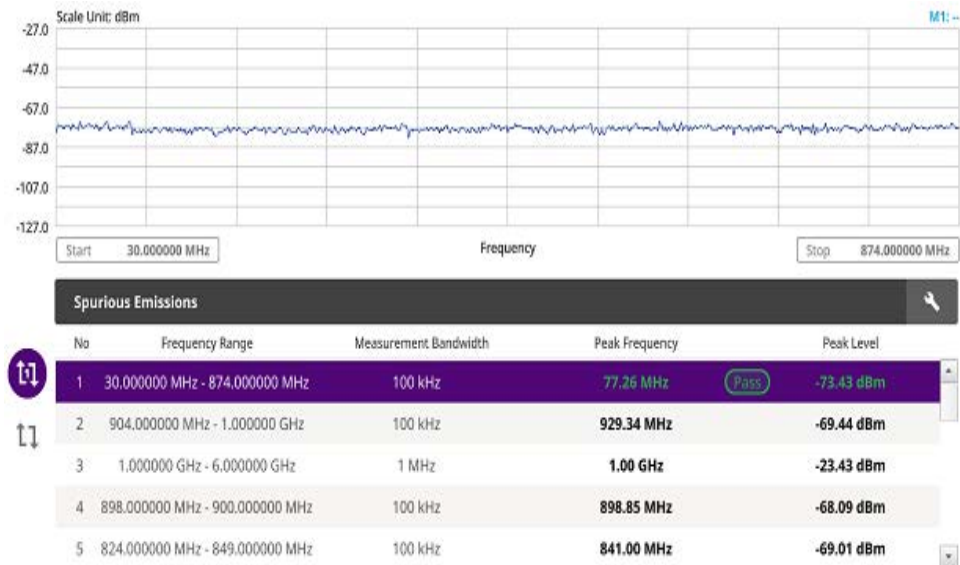 Scale Unit: dBm M1: --
-27.0
-47.0
-67.0
-87.0
-107.0
-127.0
Start 30.000000 MHz Frequency Stop 874.000000 MHz
Spurious Emissions
No Frequency Range Measurement Bandwidth Peak Frequency Peak Level
1 30.000000 MHz - 874.000000 MHz 100 kHz 77.26 MHz Pass -73.43 dBm
2 904.000000 MHz - 1.000000 GHz 100 kHz 929.34 MHz -69.44 dBm
3 1.000000 GHz - 6.000000 GHz 1 MHz 1.00 GHz -23.43 dBm
4 898.000000 MHz - 900.000000 MHz 100 kHz 898.85 MHz -68.09 dBm
5 824.000000 MHz - 849.000000 MHz 100 kHz 841.00 MHz -69.01 dBm